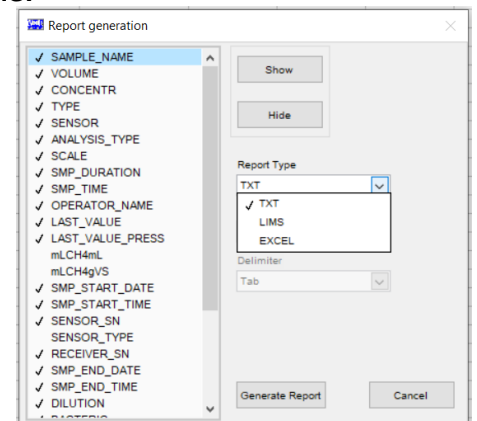 Report generation
SAMPLE_NAME
VOLUME
CONCENTR
TYPE
SENSOR
ANALYSIS_TYPE
SCALE
SMP_DURATION
SMP_TIME
OPERATOR_NAME
LAST_VALUE
LAST_VALUE_PRESS
mLCH4mL
mLCH4gVS
SMP_START_DATE
SMP_START_TIME
SENSOR_SN
SENSOR_TYPE
RECEIVER_SN
SMP_END_DATE
SMP_END_TIME
DILUTION
Show
Hide
Report Type
TXT
TXT
LIMS
EXCEL
Delimiter
Tab
Generate Report
Cancel